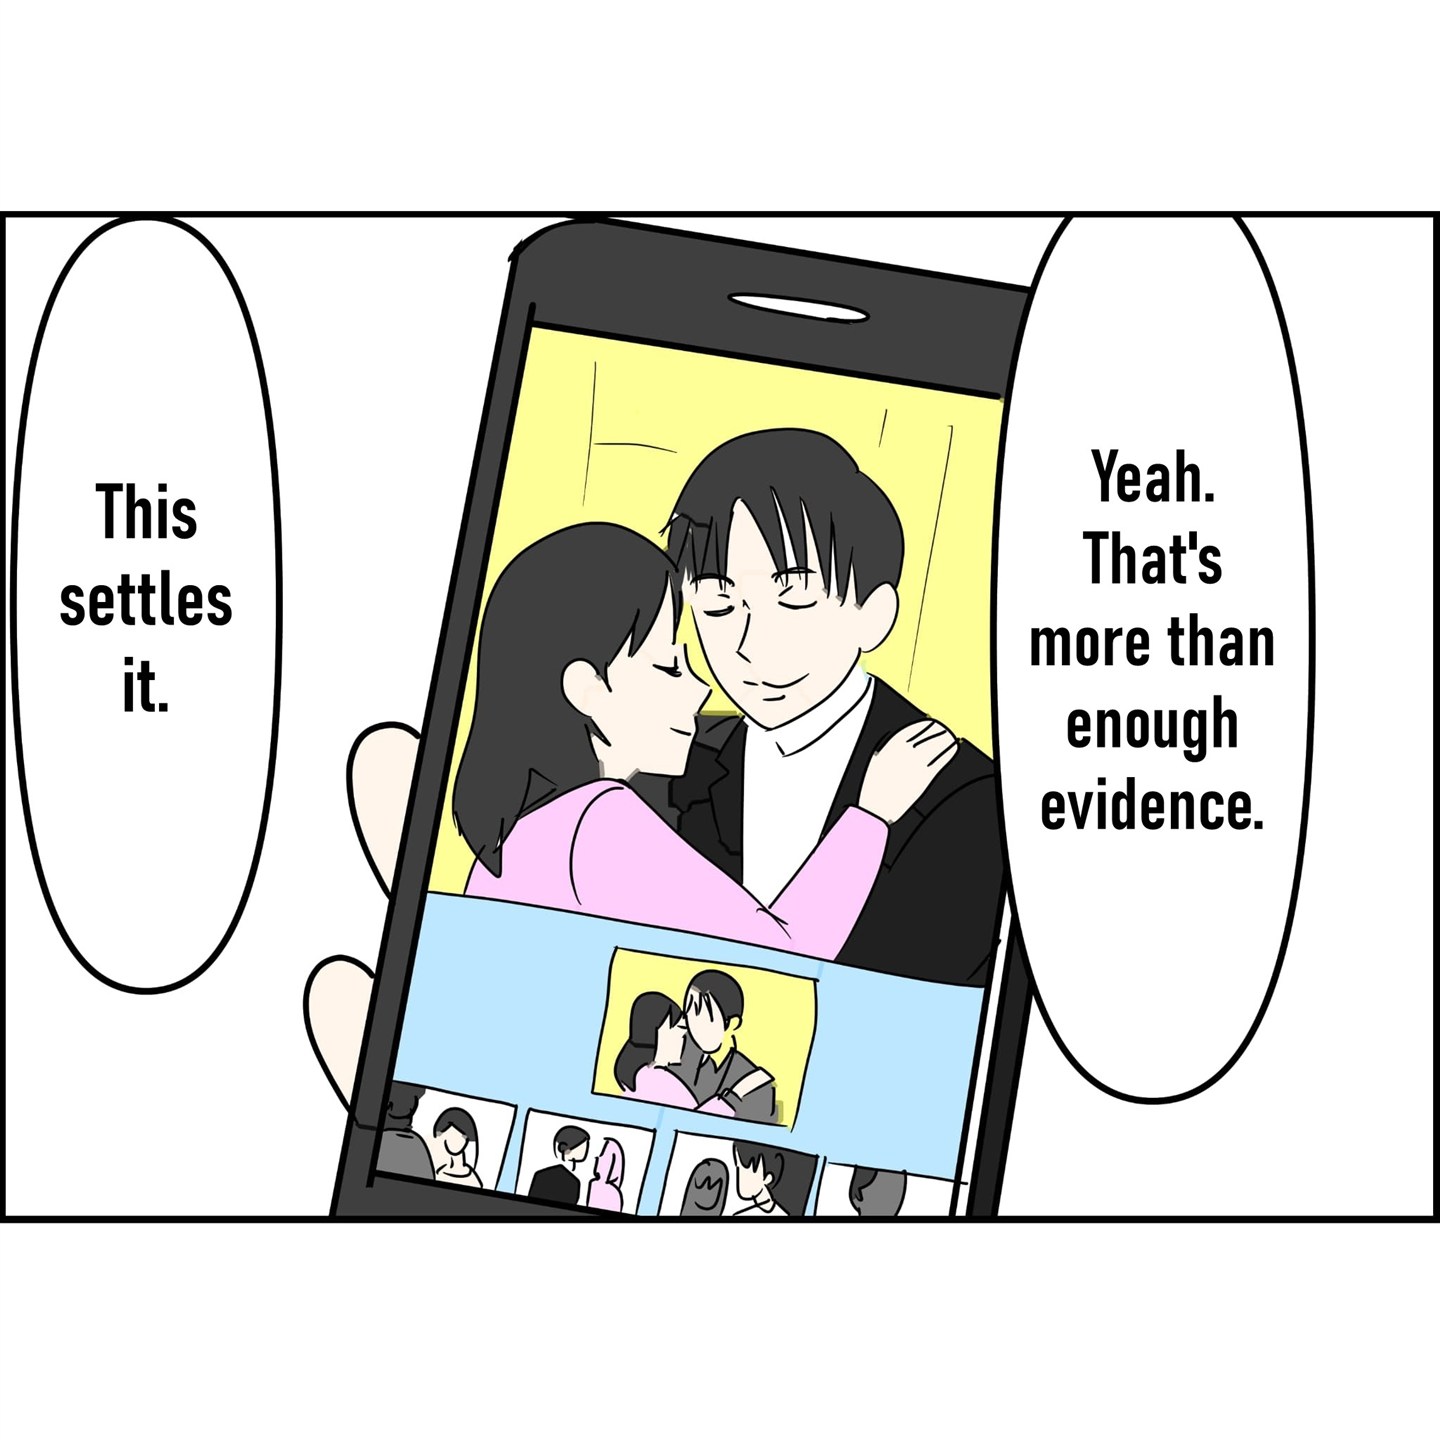 Yeah.
That's
more than
enough
evidence.
This
settles
it.